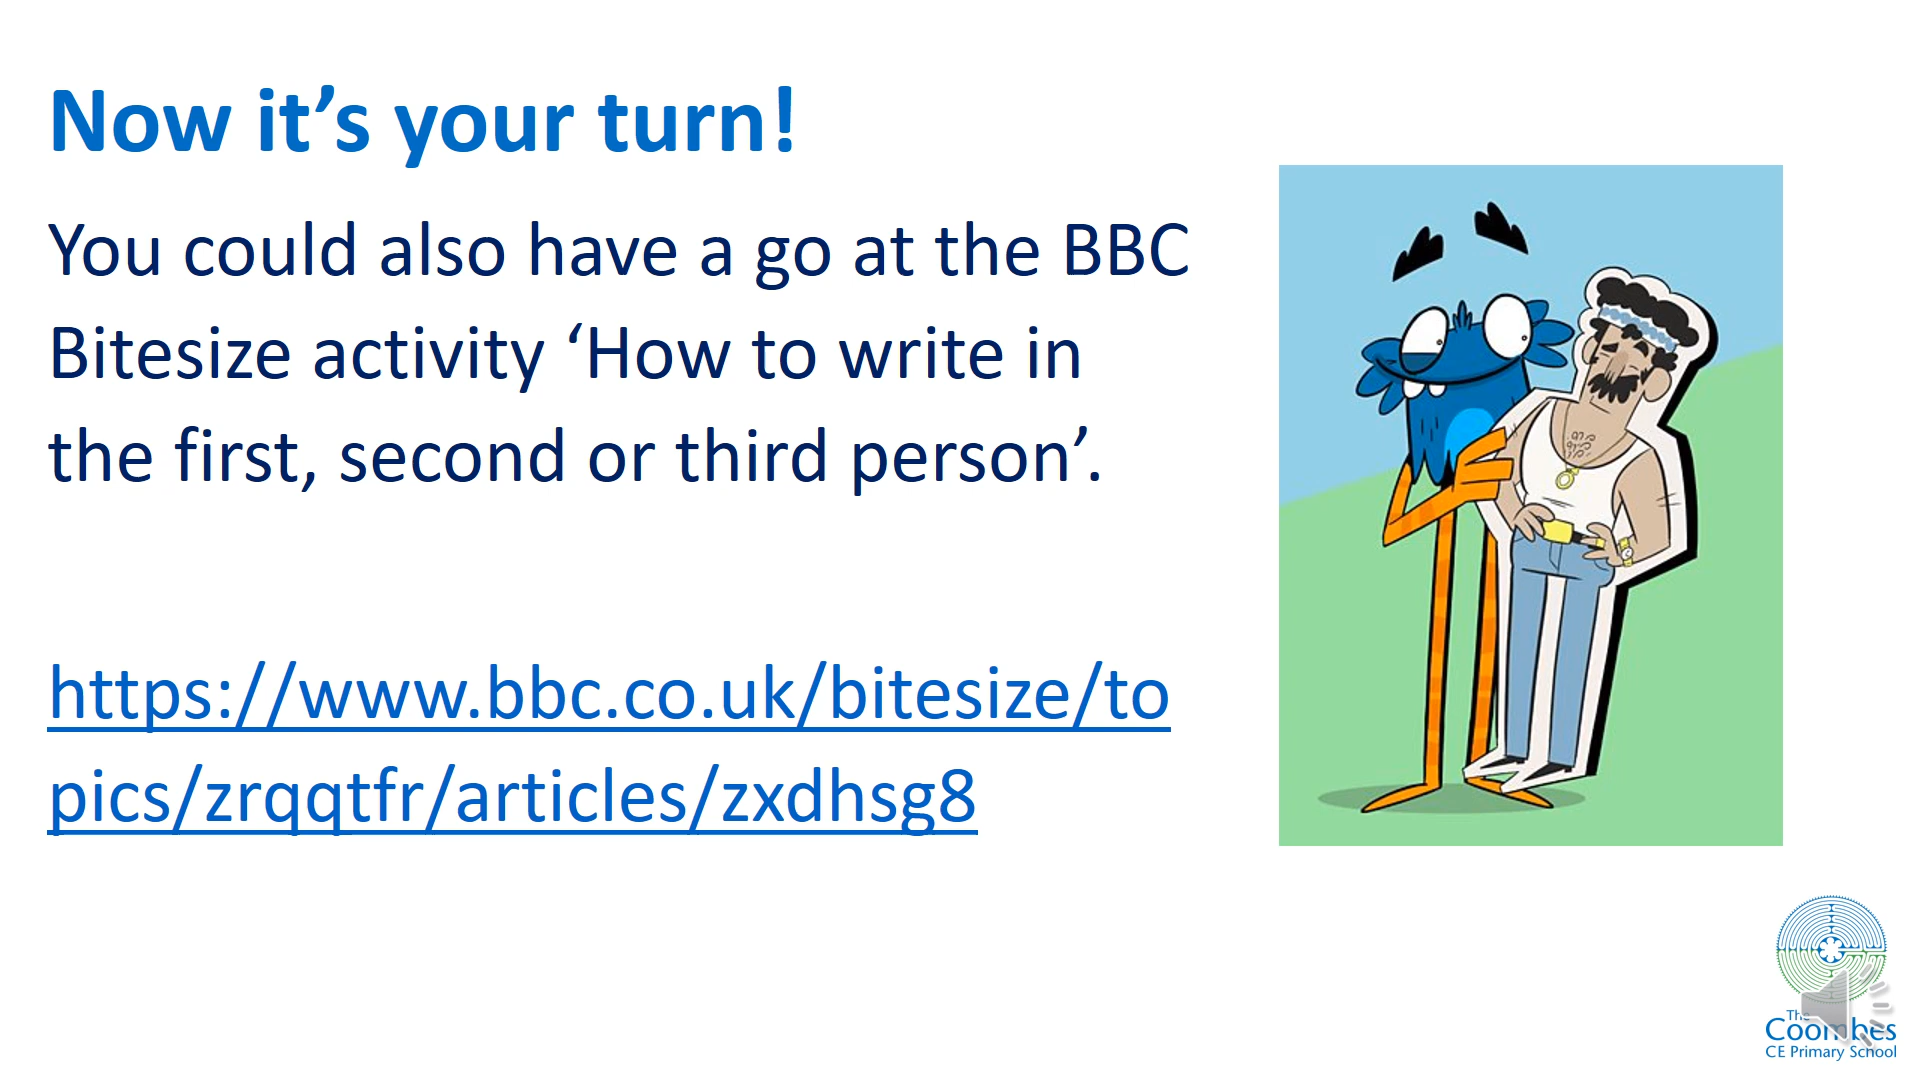 Now it’s your turn!
You could also have a go at the BBC
Bitesize activity ‘How to write in
the first, second or third person’.
https://www.bbc.co.uk/bitesize/to
pics/zrqqtfr/articles/zxdhsg8
The
Coombes
CE Primary School